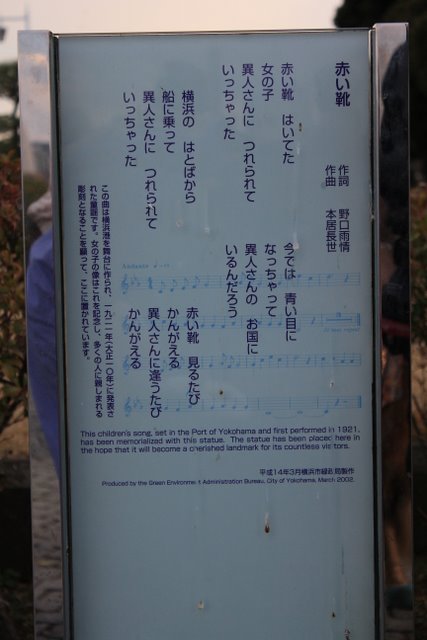 赤い靴
作詞 野口雨情
作曲 本居長世
赤い靴 はいてた
女の子
異人さんに つれられて
いっちゃった
横浜の はとばから
船に乗って
異人さんに つれられて
いっちゃった
今では 青い目に
なっちゃって
異人さんの お国に
いるんだろう
赤い靴 見るたび
かんがえる
異人さんに逢うたび
かんがえる
この曲は横浜港を舞台に作られ、一九二一年(大正一〇年)に発表さ
れた童謡です。女の子の像はこれを記念し、多くの人に親しまれる
彫刻となることを願って、ここに置かれています。
Andante
This children's song, set in the Port of Yokohama and first performed in 1921,
has been memorialized with this statue. The statue has been placed here in
the hope that it will become a cherished landmark for its countless vis tors.
平成14年3月横浜市緑政局製作
Produced by the Green Environme t Administration Bureau, City of Yokohama, March 2002.